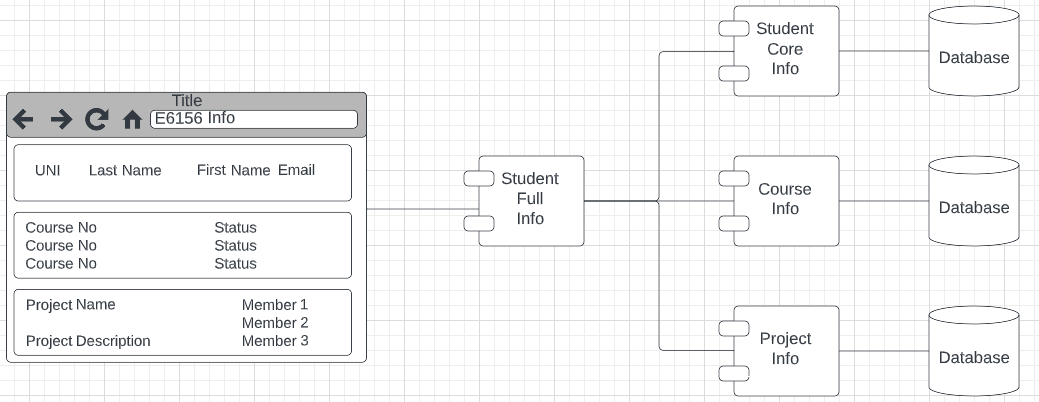 Title
E6156 Info
UNI Last Name First Name Email
Course No Status
Course No Status
Course No Status
Project Name Member 1
Member 2
Project Description Member 3
Student
Full
Info
Student
Core
Info
Database
Course
Info
Database
Project
Info
Database